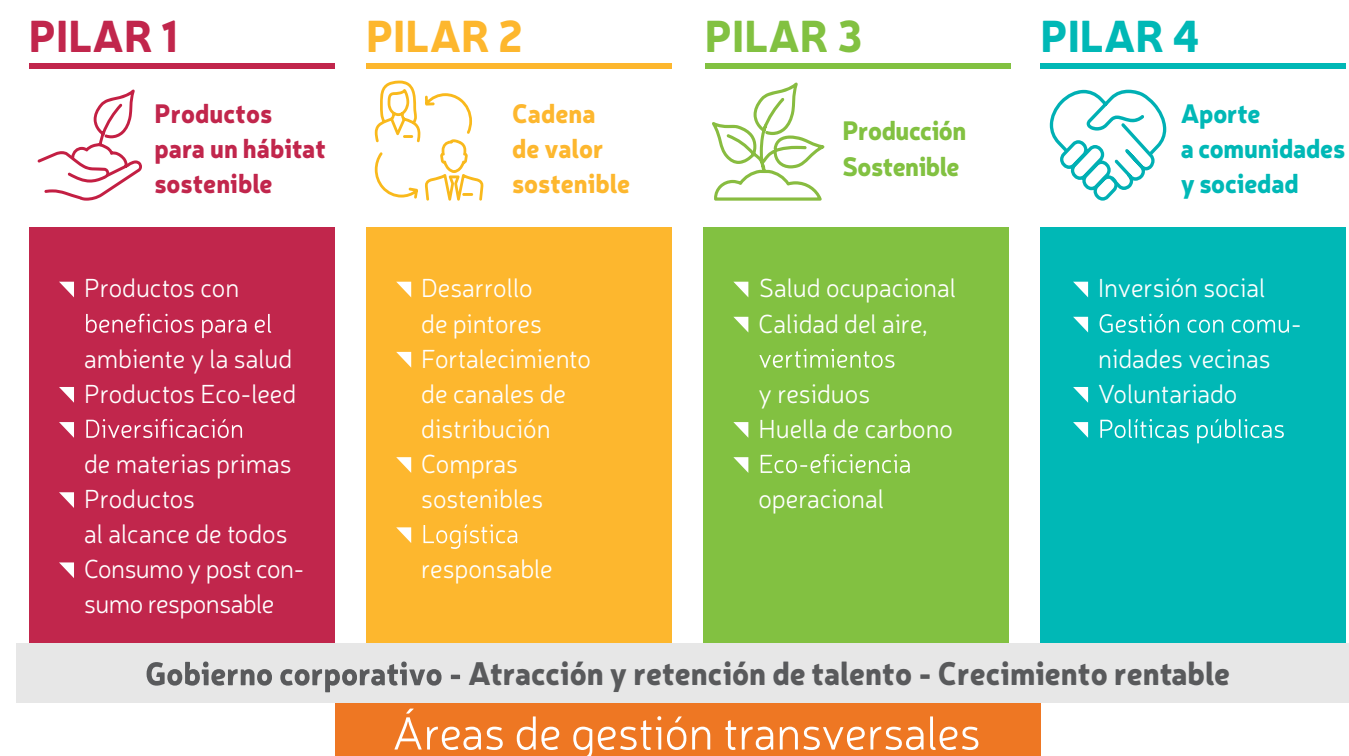 PILAR 1
Productos
para un hábitat
sostenible
Productos con
beneficios para el
ambiente y la salud
Productos Eco-leed
Diversificación
de materias primas
Productos
al alcance de todos
Consumo y post con-
sumo responsable
PILAR 2
Cadena
de valor
sostenible
Desarrollo
de pintores
Fortalecimiento
de canales de
distribución
Compras
sostenibles
Logística
responsable
PILAR 3
Producción
Sostenible
Salud ocupacional
Calidad del aire,
vertimientos
y residuos
Huella de carbono
Eco-eficiencia
operacional
PILAR 4
Aporte
a comunidades
y sociedad
Inversión social
Gestión con comu-
nidades vecinas
Voluntariado
Políticas públicas
Gobierno corporativo - Atracción y retención de talento - Crecimiento rentable
Áreas de gestión transversales